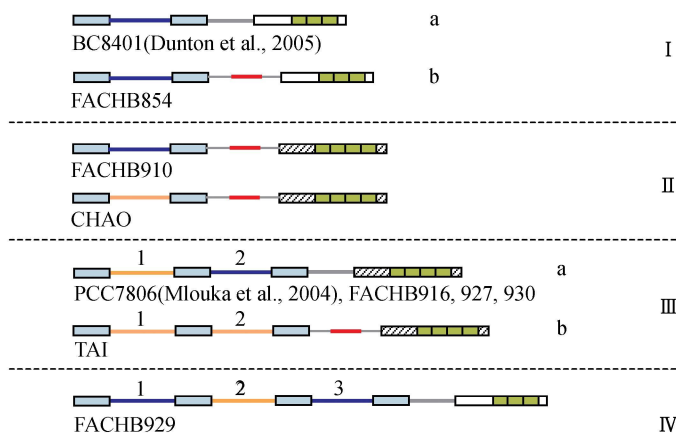 a
BC8401(Dunton et al., 2005)
I
b
FACHB854
FACHB910
II
CHAO
1 2
a
PCC7806(Mlouka et al., 2004), FACHB916, 927, 930
III
1 2
b
TAI
1 2 3
FACHB929
IV